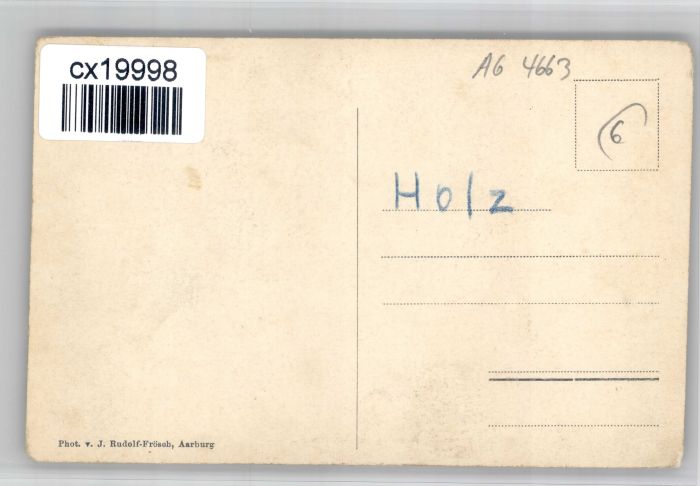 cx19998
AG 4663
6
Holz
Phot. v. J. Rudolf-Frösch, Aarburg